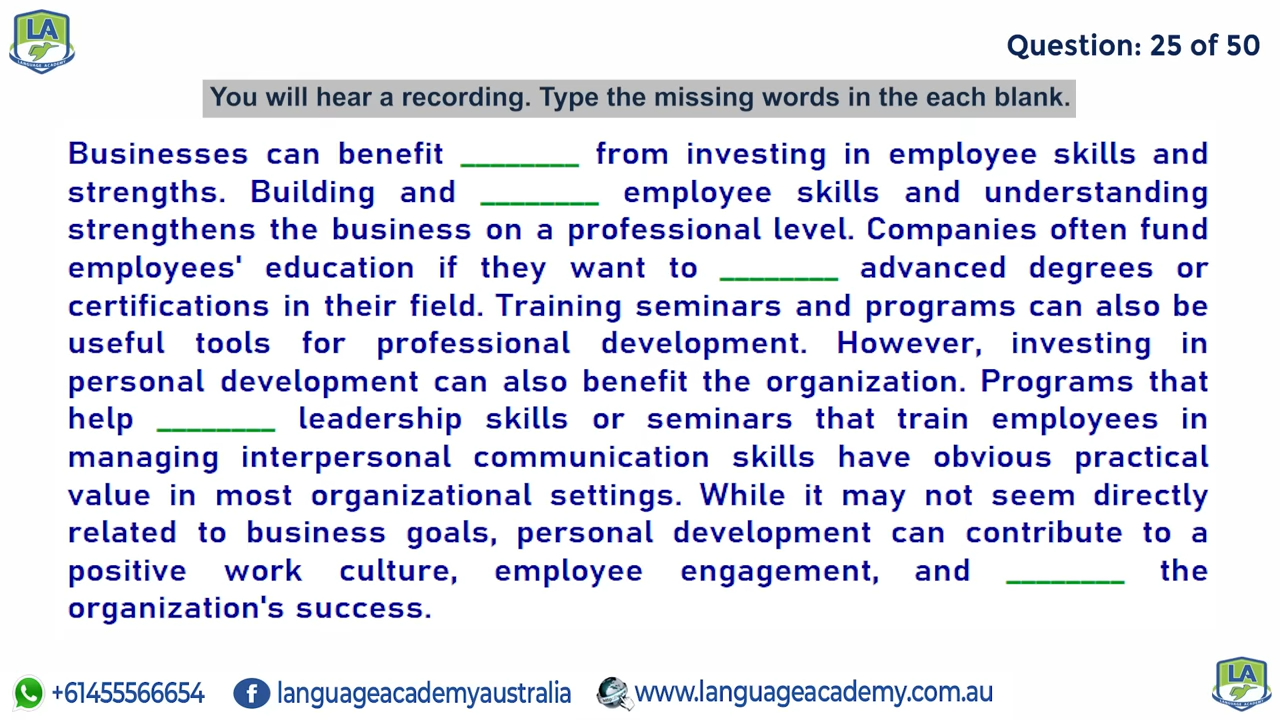 LA
LANGUAGE ACADEMY
Question: 25 of 50
You will hear a recording. Type the missing words in the each blank.
Businesses can benefit ________ from investing in employee skills and
strengths. Building and ________ employee skills and understanding
strengthens the business on a professional level. Companies often fund
employees' education if they want to ________ advanced degrees or
certifications in their field. Training seminars and programs can also be
useful tools for professional development. However, investing in
personal development can also benefit the organization. Programs that
help ________ leadership skills or seminars that train employees in
managing interpersonal communication skills have obvious practical
value in most organizational settings. While it may not seem directly
related to business goals, personal development can contribute to a
positive work culture, employee engagement, and ________ the
organization's success.
+61455566654 languageacademyaustralia www.languageacademy.com.au
LA
LANGUAGE ACADEMY